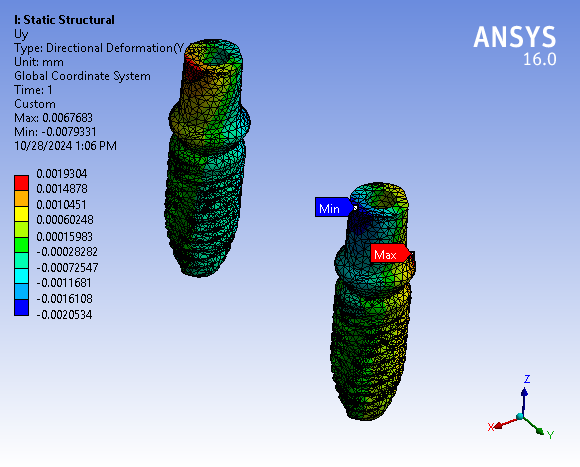 I: Static Structural
Uy
Type: Directional Deformation(Y
Unit: mm
Global Coordinate System
Time: 1
Custom
Max: 0.0067683
Min: -0.0079331
10/28/2024 1:06 PM
0.0019304
0.0014878
0.0010451
0.00060248
0.00015983
-0.00028282
-0.00072547
-0.0011681
-0.0016108
-0.0020534
ANSYS
16.0
Min
Max
Z
X
Y